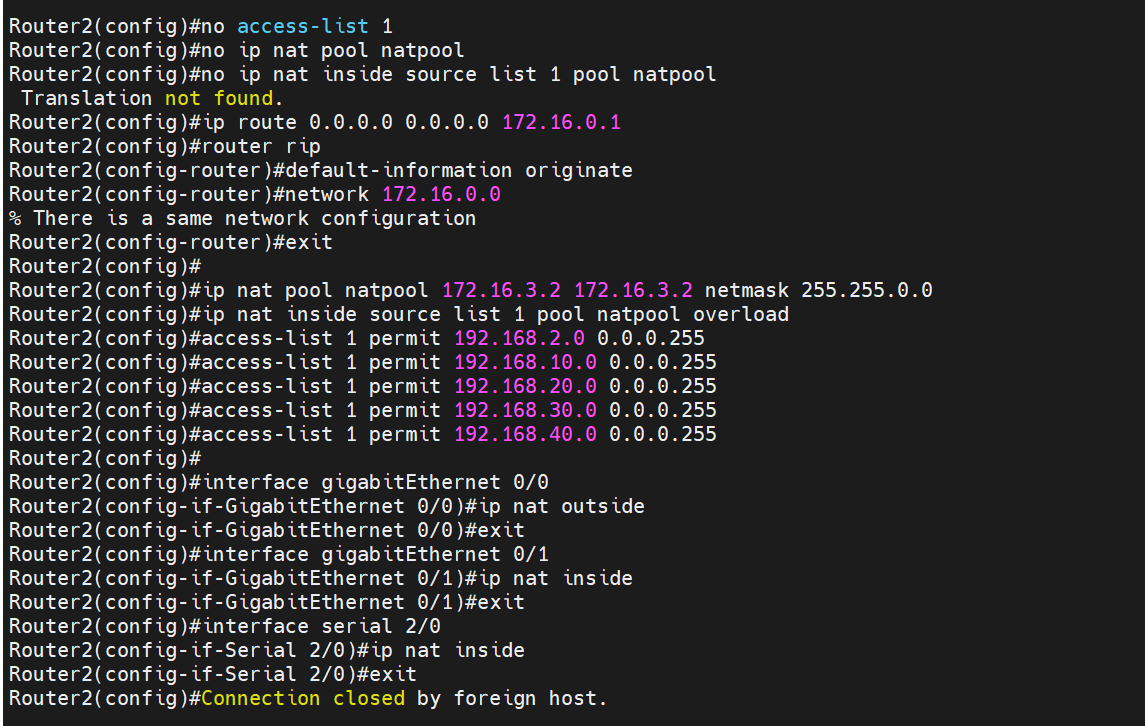 Router2(config)#no access-list 1
Router2(config)#no ip nat pool natpool
Router2(config)#no ip nat inside source list 1 pool natpool
 Translation not found.
Router2(config)#ip route 0.0.0.0 0.0.0.0 172.16.0.1
Router2(config)#router rip
Router2(config-router)#default-information originate
Router2(config-router)#network 172.16.0.0
% There is a same network configuration
Router2(config-router)#exit
Router2(config)#
Router2(config)#ip nat pool natpool 172.16.3.2 172.16.3.2 netmask 255.255.0.0
Router2(config)#ip nat inside source list 1 pool natpool overload
Router2(config)#access-list 1 permit 192.168.2.0 0.0.0.255
Router2(config)#access-list 1 permit 192.168.10.0 0.0.0.255
Router2(config)#access-list 1 permit 192.168.20.0 0.0.0.255
Router2(config)#access-list 1 permit 192.168.30.0 0.0.0.255
Router2(config)#access-list 1 permit 192.168.40.0 0.0.0.255
Router2(config)#
Router2(config)#interface gigabitEthernet 0/0
Router2(config-if-GigabitEthernet 0/0)#ip nat outside
Router2(config-if-GigabitEthernet 0/0)#exit
Router2(config)#interface gigabitEthernet 0/1
Router2(config-if-GigabitEthernet 0/1)#ip nat inside
Router2(config-if-GigabitEthernet 0/1)#exit
Router2(config)#interface serial 2/0
Router2(config-if-Serial 2/0)#ip nat inside
Router2(config-if-Serial 2/0)#exit
Router2(config)#Connection closed by foreign host.